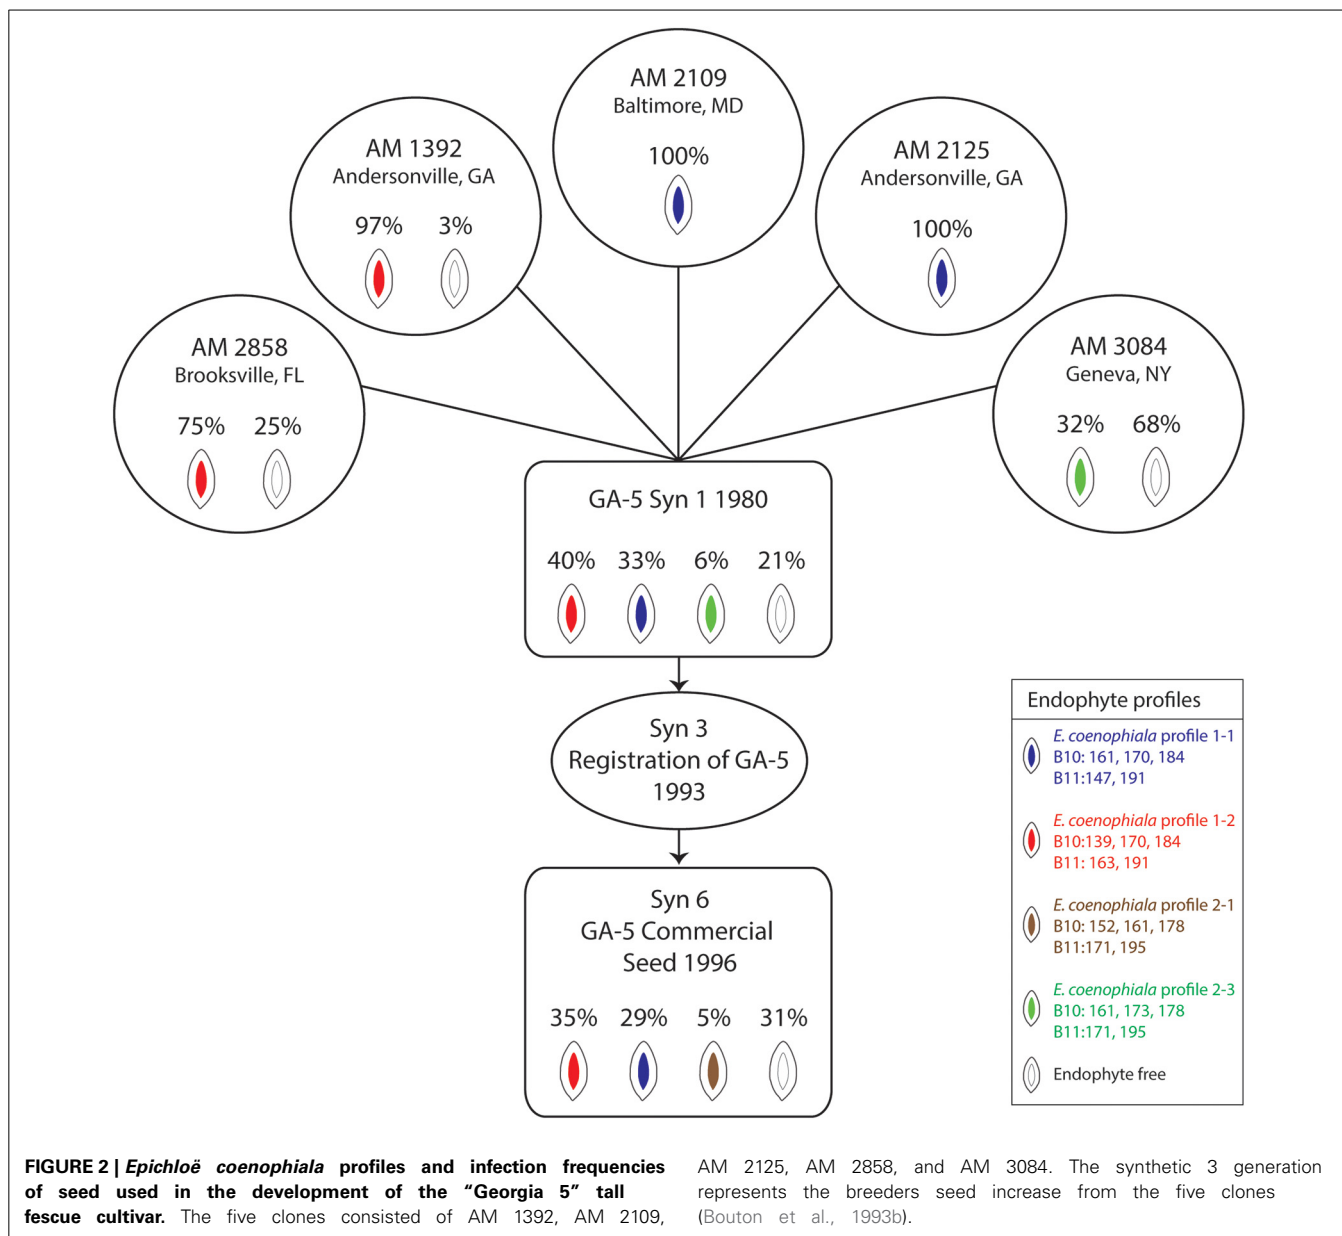 AM 2109
Baltimore, MD
100%
AM 1392
Andersonville, GA
97% 3%
AM 2125
Andersonville, GA
100%
AM 2858
Brooksville, FL
75% 25%
AM 3084
Geneva, NY
32% 68%
GA-5 Syn 1 1980
40% 33% 6% 21%
Syn 3
Registration of GA-5
1993
Syn 6
GA-5 Commercial
Seed 1996
35% 29% 5% 31%
Endophyte profiles
E. coenophiala profile 1-1
B10: 161, 170, 184
B11:147, 191
E. coenophiala profile 1-2
B10:139, 170, 184
B11: 163, 191
E. coenophiala profile 2-1
B10: 152, 161, 178
B11:171, 195
E. coenophiala profile 2-3
B10: 161, 173, 178
B11:171, 195
Endophyte free
FIGURE 2 | Epichloë coenophiala profiles and infection frequencies
of seed used in the development of the “Georgia 5” tall
fescue cultivar. The five clones consisted of AM 1392, AM 2109,
AM 2125, AM 2858, and AM 3084. The synthetic 3 generation
represents the breeders seed increase from the five clones
(Bouton et al., 1993b).